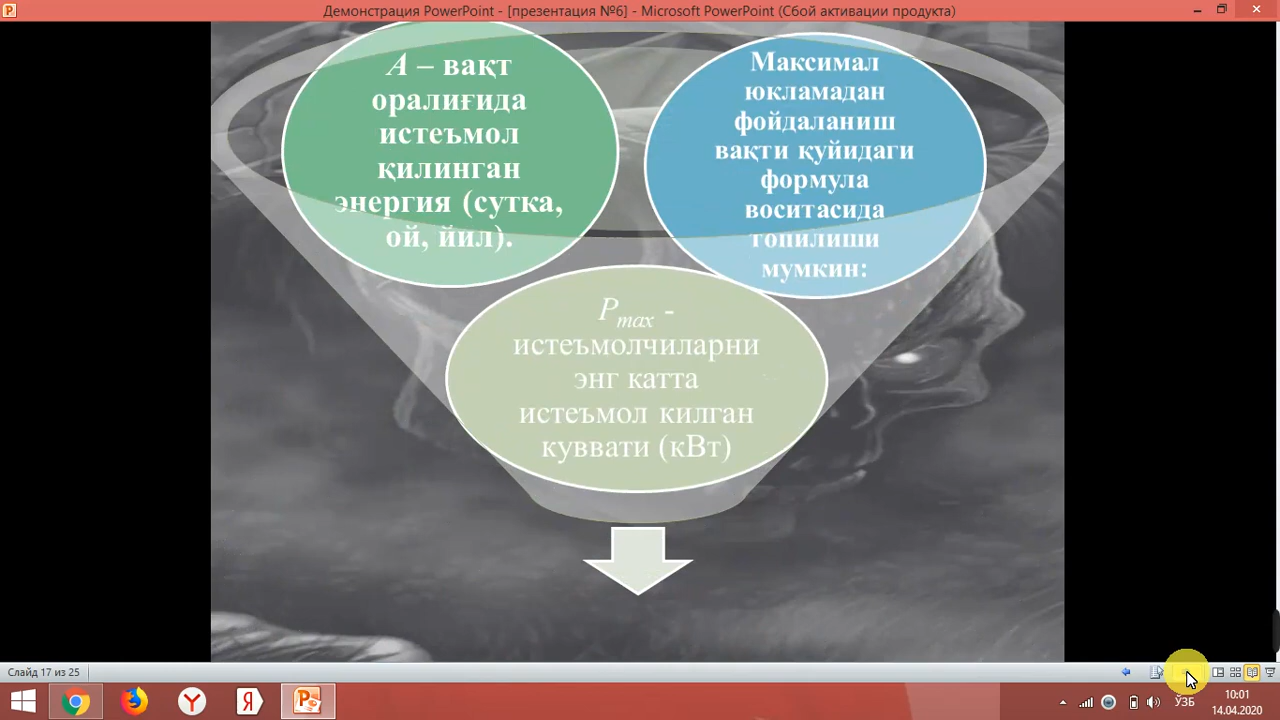 Демонстрация PowerPoint - [презентация №6] - Microsoft PowerPoint (Сбой активации продукта)
A – вақт
оралиғида
истеъмол
қилинган
энергия (сутка,
ой, йил).
Максимал
юкламадан
фойдаланиш
вақти қуйидаги
формула
воситасида
топилиши
мумкин:
Pmax -
истеъмолчиларни
энг катта
истеъмол килган
куввати (кВт)
Слайд 17 из 25
ЎЗБ
10:01
14.04.2020